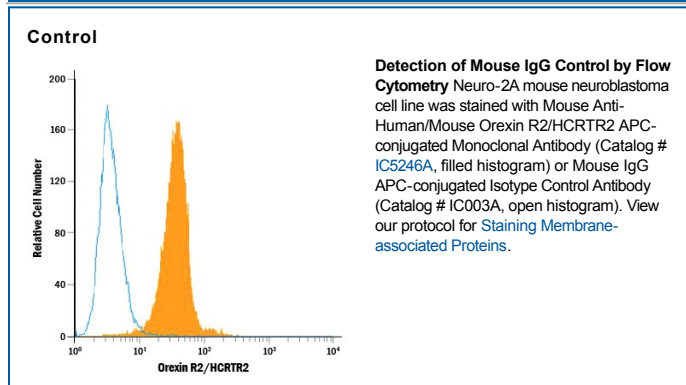 Control
Detection of Mouse IgG Control by Flow
Cytometry Neuro-2A mouse neuroblastoma
cell line was stained with Mouse Anti-
Human/Mouse Orexin R2/HCRTR2 APC-
conjugated Monoclonal Antibody (Catalog #
IC5246A, filled histogram) or Mouse IgG
APC-conjugated Isotype Control Antibody
(Catalog # IC003A, open histogram). View
our protocol for Staining Membrane-
associated Proteins.
Relative Cell Number
200
160
120
80
40
0
10⁰ 10¹ 10² 10³ 10⁴
Orexin R2/HCRTR2